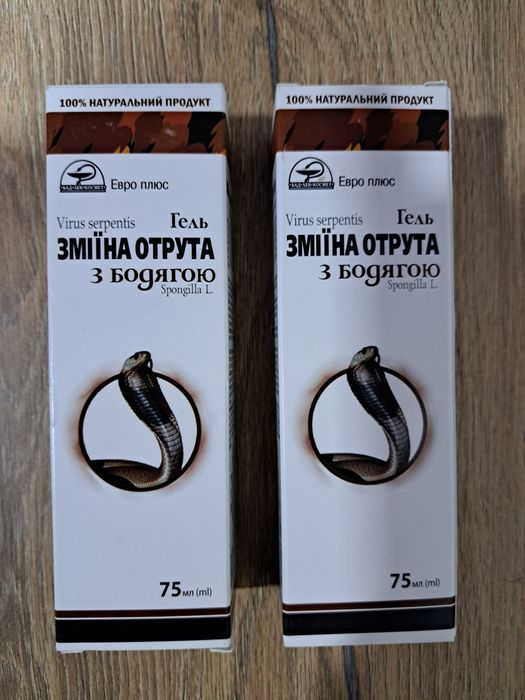 100% НАТУРАЛЬНИЙ ПРОДУКТ
Евро плюс
Virus serpentis Гель
ЗМІЇНА ОТРУТА
з бодягою
Spongilla L.
75 мл (ml)
100% НАТУРАЛЬНИЙ ПРОДУКТ
Евро плюс
Virus serpentis Гель
ЗМІЇНА ОТРУТА
з бодягою
Spongilla L.
75 мл (ml)